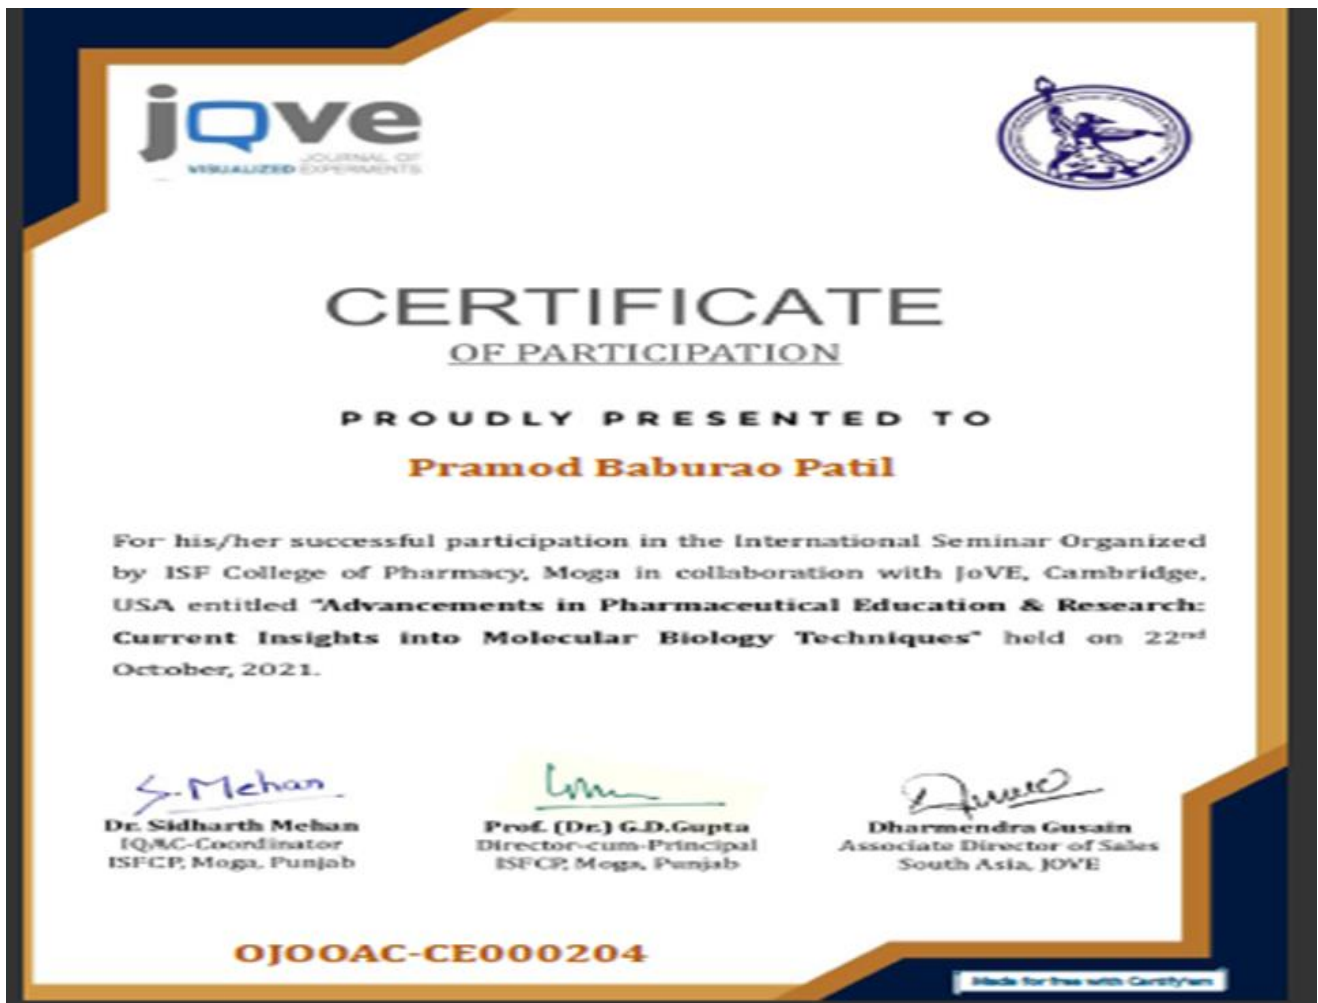 jove
JOURNAL OF
VISUALIZED EXPERIMENTS
CERTIFICATE
OF PARTICIPATION
PROUDLY PRESENTED TO
Pramod Baburao Patil
For his/her successful participation in the International Seminar Organized
by ISF College of Pharmacy, Moga in collaboration with JoVE, Cambridge,
USA entitled "Advancements in Pharmaceutical Education & Research:
Current Insights into Molecular Biology Techniques" held on 22nd
October, 2021.
S. Mehan
Dr. Sidharth Mehan
IQAC-Coordinator
ISFCP, Moga, Punjab
Prof. (Dr.) G.D.Gupta
Director-cum-Principal
ISFCP, Moga, Punjab
Dharmendra Gusain
Associate Director of Sales
South Asia, JOVE
OJOOAC-CE000204
Made for free with Certify'em